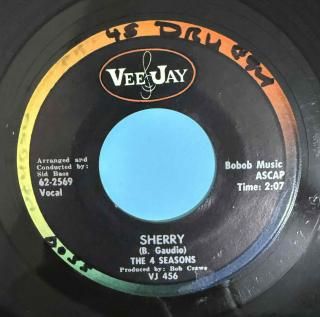 VEE JAY
Arranged and
Conducted by:
Sid Bass
62-2569
Vocal
Bobob Music
ASCAP
Time: 2:07
SHERRY
(B. Gaudio)
THE 4 SEASONS
Produced by: Bob Crewe
VJ 456